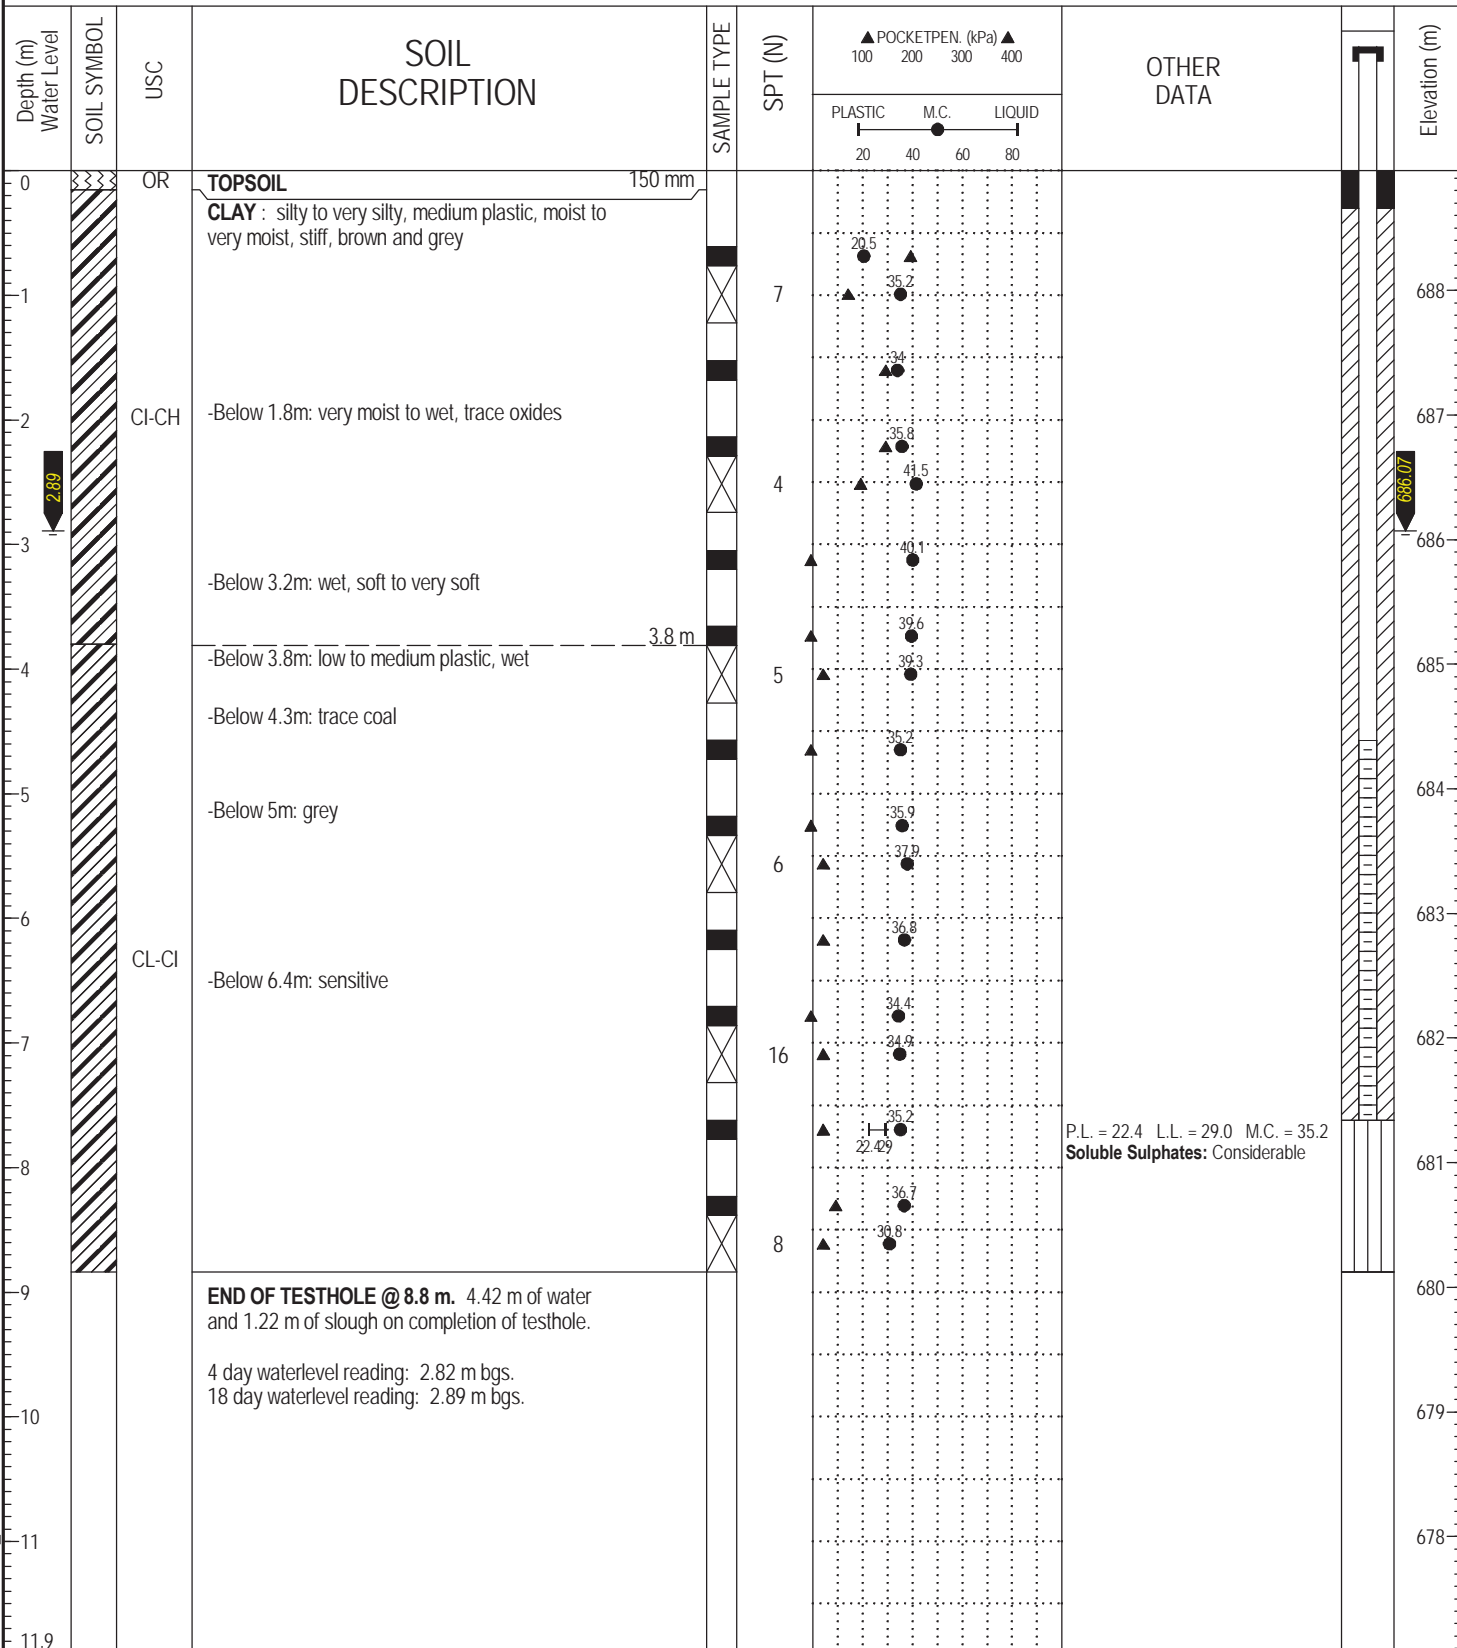 Depth (m)
Water Level
SOIL SYMBOL
USC
SOIL
DESCRIPTION
SAMPLE TYPE
SPT (N)
▲ POCKETPEN. (kPa) ▲
100 200 300 400
PLASTIC M.C. LIQUID
20 40 60 80
OTHER
DATA
Elevation (m)
0
OR
TOPSOIL 150 mm
CLAY : silty to very silty, medium plastic, moist to
very moist, stiff, brown and grey
20.5
1
7
35.2
688
34
2
CI-CH
-Below 1.8m: very moist to wet, trace oxides
687
35.8
2.89
4
41.5
686.07
3
40.1
686
-Below 3.2m: wet, soft to very soft
39.6
3.8 m
-Below 3.8m: low to medium plastic, wet
4
5
39.3
685
-Below 4.3m: trace coal
35.2
5
684
-Below 5m: grey
35.9
6
37.9
6
683
36.8
CL-CI
-Below 6.4m: sensitive
34.4
7
16
34.9
682
35.2
22.4 29
P.L. = 22.4 L.L. = 29.0 M.C. = 35.2
Soluble Sulphates: Considerable
8
681
36.7
8
30.8
9
680
END OF TESTHOLE @ 8.8 m. 4.42 m of water
and 1.22 m of slough on completion of testhole.
4 day waterlevel reading: 2.82 m bgs.
18 day waterlevel reading: 2.89 m bgs.
10
679
11
678
11.9